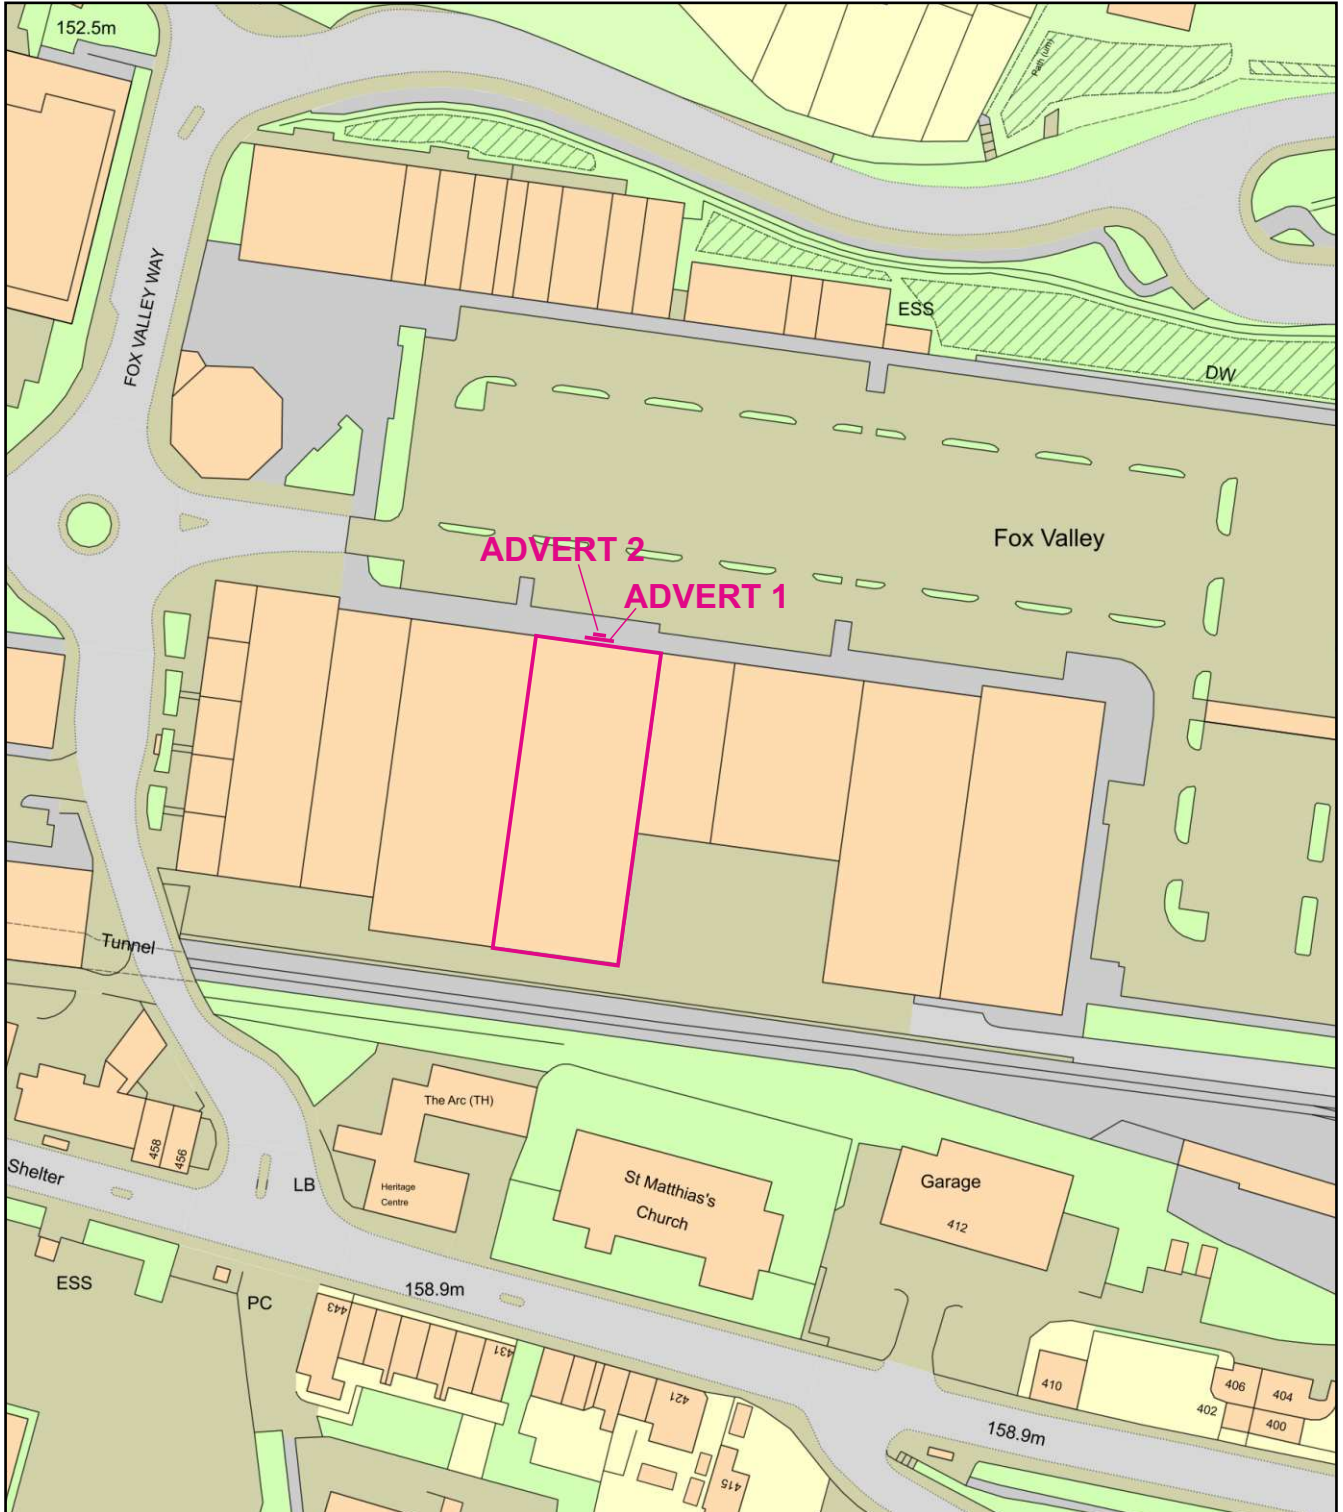 152.5m
Path (um)
FOX VALLEY WAY
ESS
DW
Fox Valley
ADVERT 2
ADVERT 1
Tunnel
The Arc (TH)
458
456
Shelter
LB
Heritage
Centre
St Matthias's
Church
Garage
412
ESS
PC
158.9m
443
431
421
415
410
406
404
402
400
158.9m